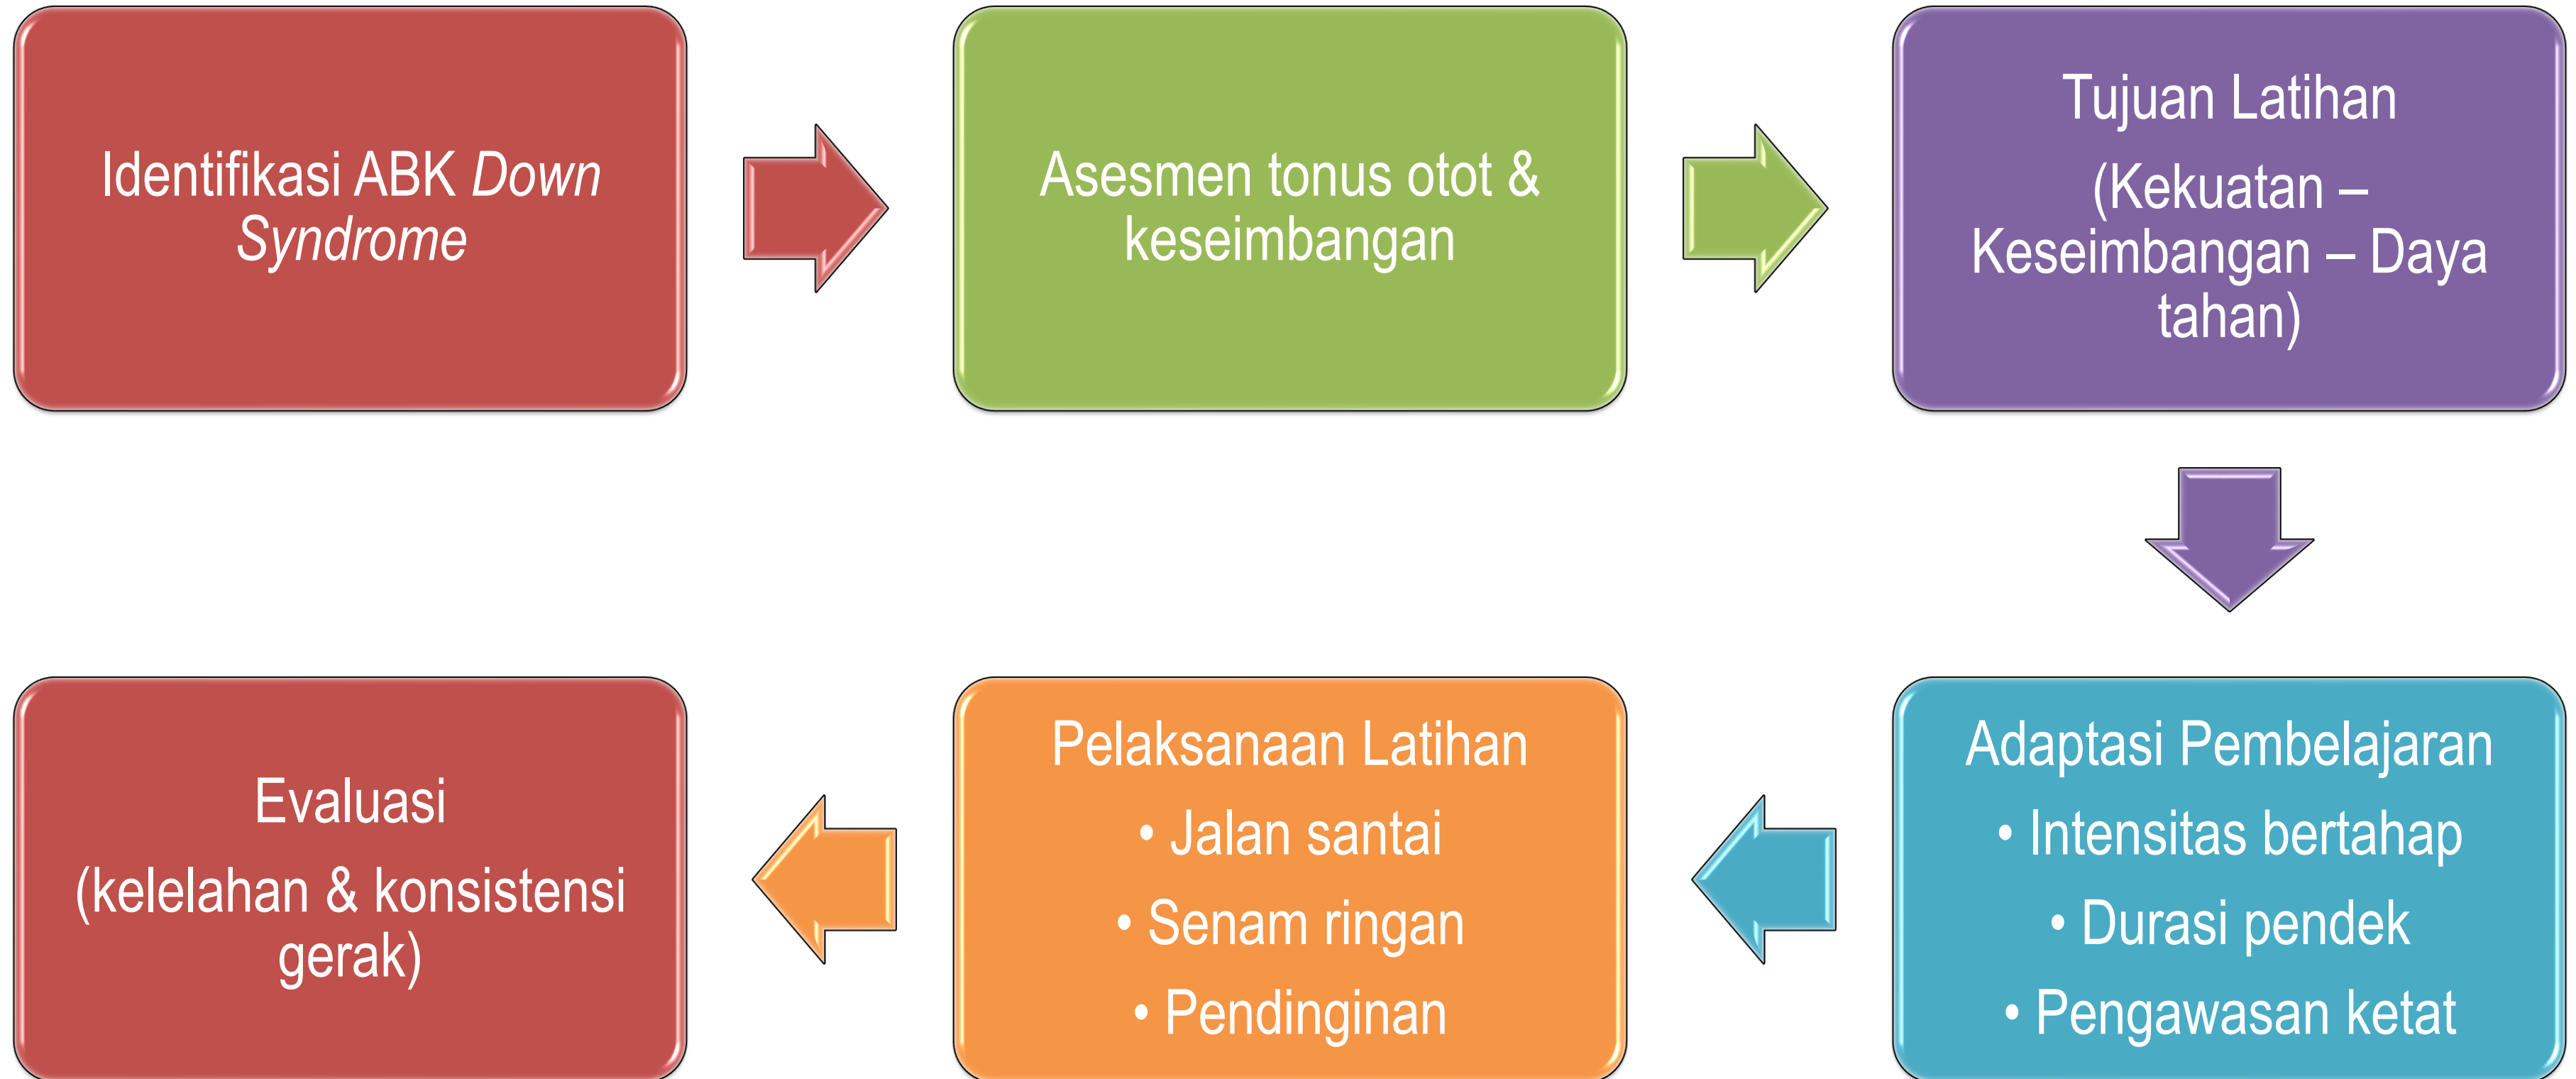 Identifikasi ABK Down
Syndrome
Asesmen tonus otot &
keseimbangan
Tujuan Latihan
(Kekuatan –
Keseimbangan – Daya
tahan)
Adaptasi Pembelajaran
• Intensitas bertahap
• Durasi pendek
• Pengawasan ketat
Pelaksanaan Latihan
• Jalan santai
• Senam ringan
• Pendinginan
Evaluasi
(kelelahan & konsistensi
gerak)